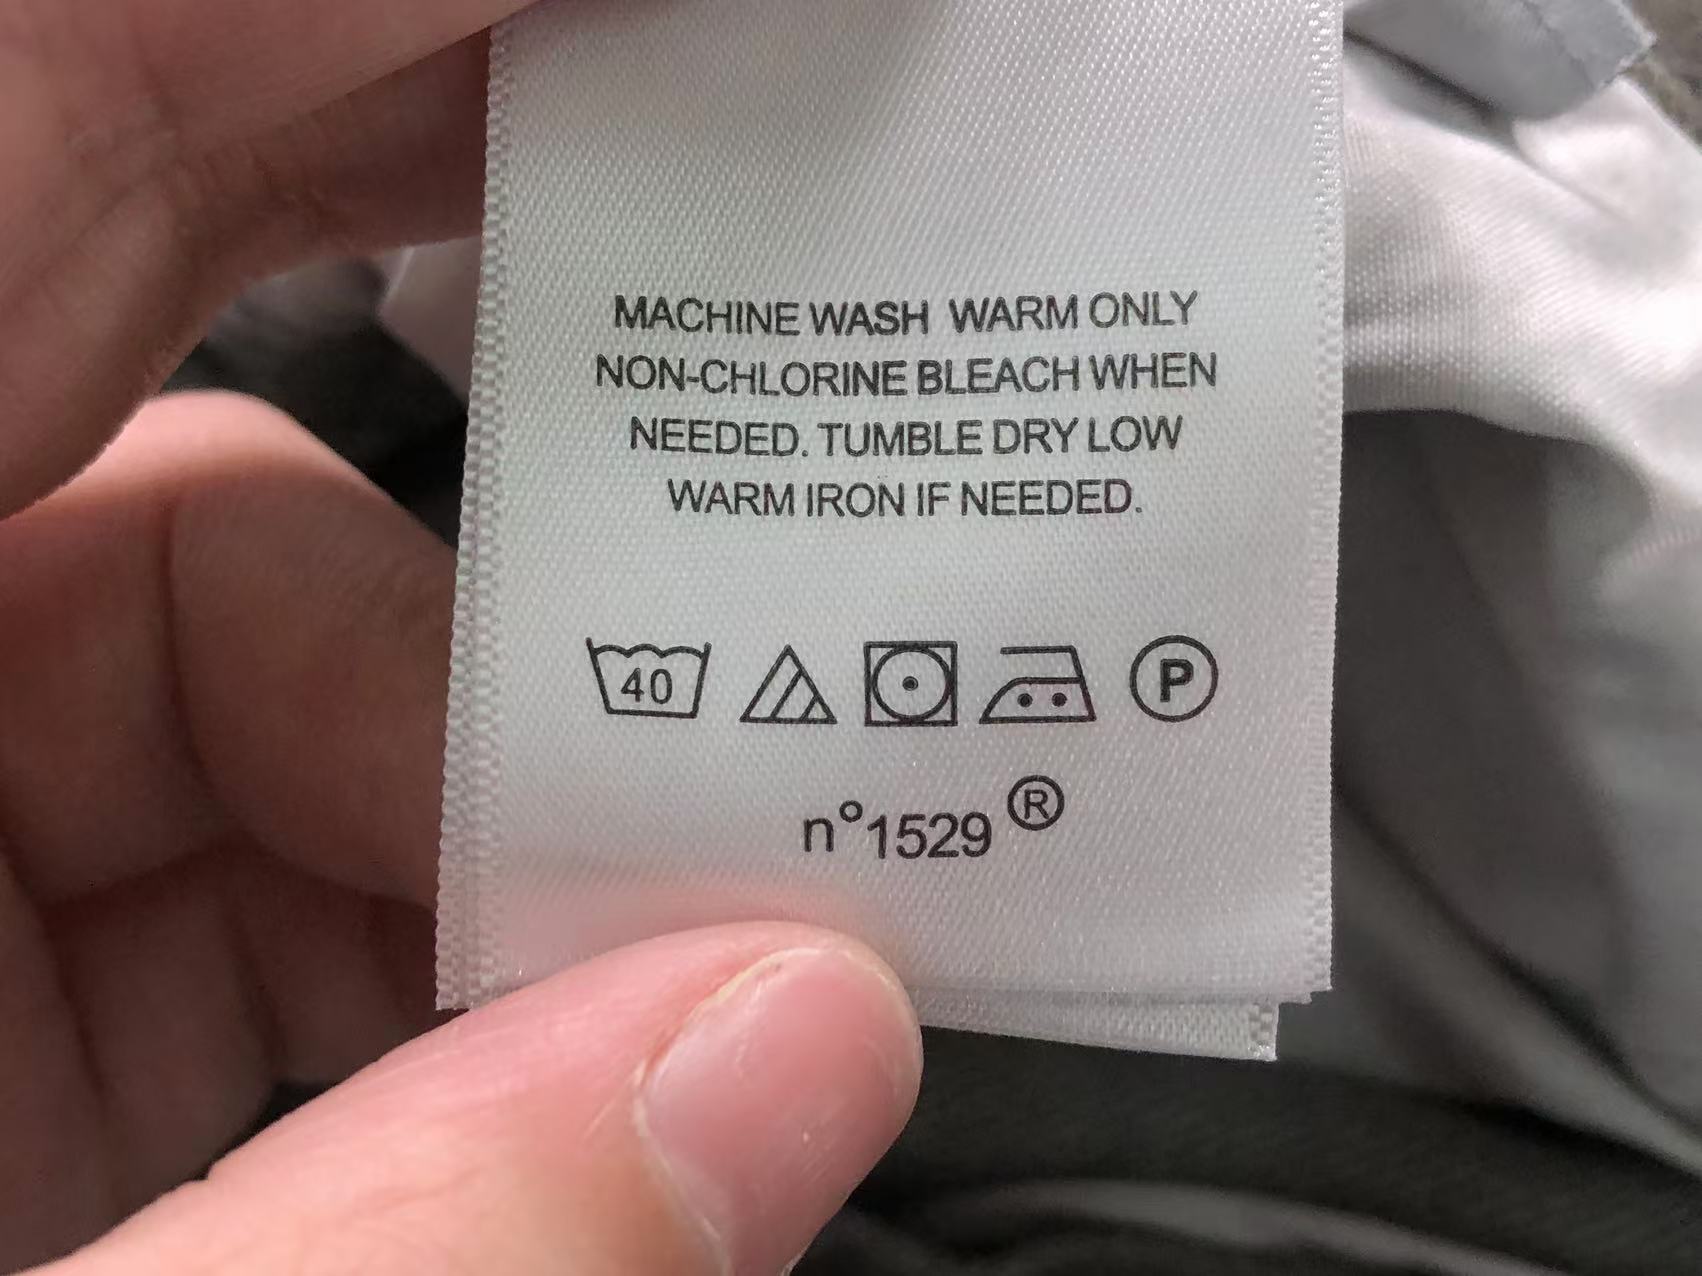 MACHINE WASH WARM ONLY
NON-CHLORINE BLEACH WHEN
NEEDED. TUMBLE DRY LOW
WARM IRON IF NEEDED.
40 P
n°1529 ®